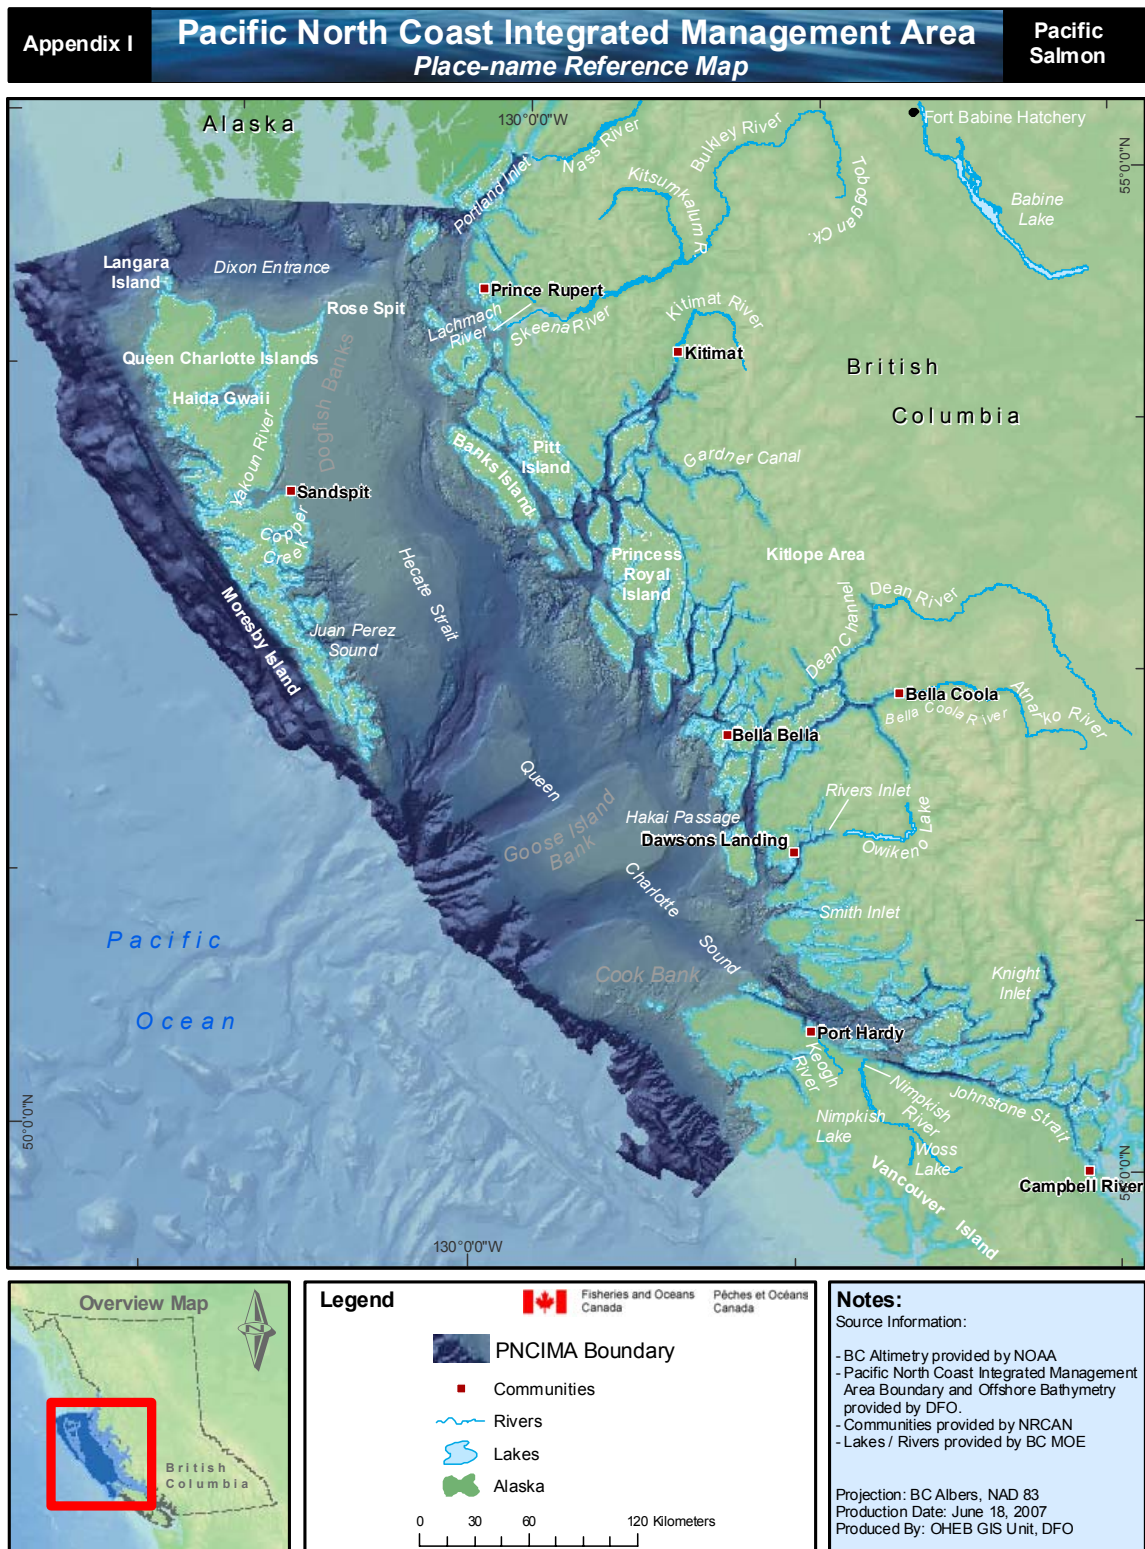 Appendix I
Pacific North Coast Integrated Management Area
Place-name Reference Map
Pacific
Salmon
Alaska
130°0'0"W
Nass River
Bulkley River
Fort Babine Hatchery
55°0'0"N
Portland Inlet
Kitsumkalum R.
Toboggan Ck.
Babine
Lake
Langara
Island
Dixon Entrance
Rose Spit
Prince Rupert
Lachmach
River
Skeena River
Kitimat River
Kitimat
Queen Charlotte Islands
Haida Gwaii
Dogfish Banks
British
Columbia
Yakoun River
Banks Island
Pitt
Island
Gardner Canal
Sandspit
Copper
Creek
Hecate Strait
Princess
Royal
Island
Kitlope Area
Moresby Island
Juan Perez
Sound
Dean Channel
Dean River
Bella Coola
Bella Coola River
Atnarko River
Bella Bella
Queen
Charlotte
Sound
Goose Island
Bank
Hakai Passage
Rivers Inlet
Dawsons Landing
Owikeno Lake
Smith Inlet
Pacific
Ocean
Cook Bank
Knight
Inlet
Port Hardy
Keogh
River
Nimpkish
River
Johnstone Strait
Nimpkish
Lake
Woss
Lake
Vancouver Island
Campbell River
50°0'0"N
50°0'0"N
130°0'0"W
Overview Map
N
British
Columbia
Legend
Fisheries and Oceans
Canada
Pêches et Océans
Canada
PNCIMA Boundary
Communities
Rivers
Lakes
Alaska
0 30 60 120 Kilometers
Notes:
Source Information:
- BC Altimetry provided by NOAA
- Pacific North Coast Integrated Management
Area Boundary and Offshore Bathymetry
provided by DFO.
- Communities provided by NRCAN
- Lakes / Rivers provided by BC MOE
Projection: BC Albers, NAD 83
Production Date: June 18, 2007
Produced By: OHEB GIS Unit, DFO